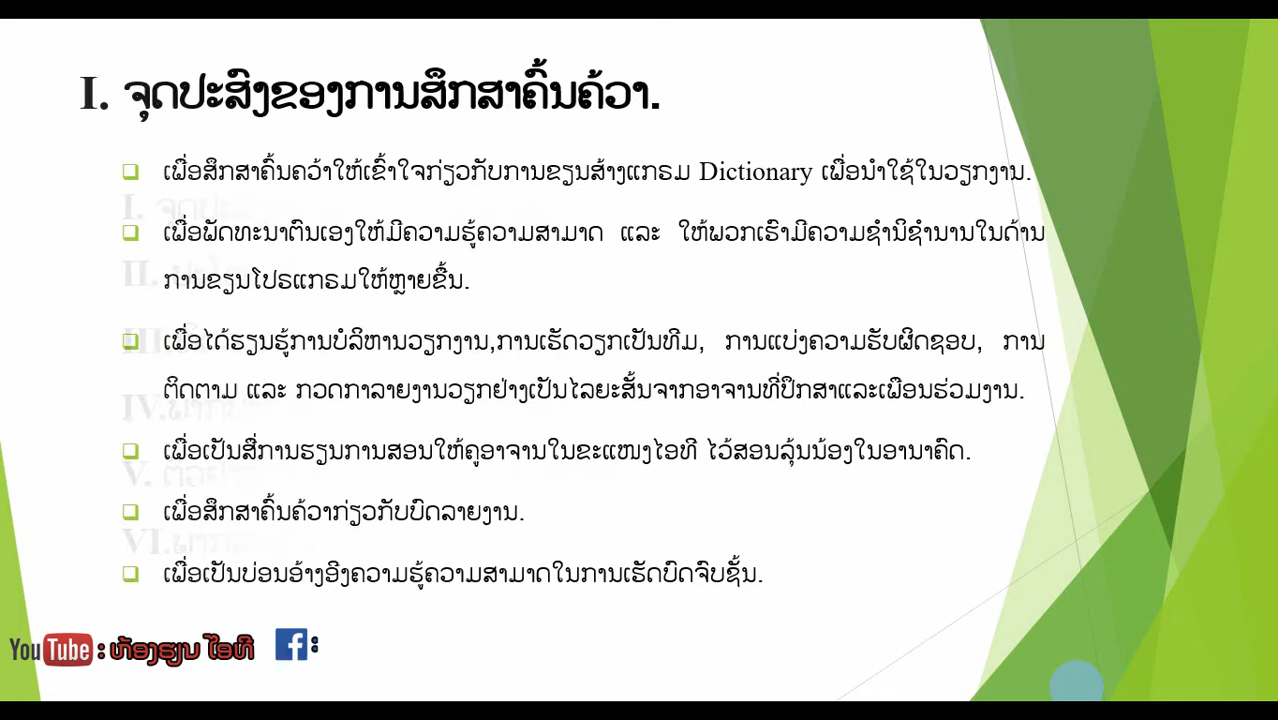 I. ຈຸດປະສົງຂອງການສຶກສາຄົ້ນຄ້ວາ.
ເພື່ອສຶກສາຄົ້ນຄວ້າໃຫ້ເຂົ້າໃຈກ່ຽວກັບການຂຽນສ້າງແກຣມ Dictionary ເພື່ອນຳໃຊ້ໃນວຽກງານ.
ເພື່ອພັດທະນາຕົນເອງໃຫ້ມີຄວາມຮູ້ຄວາມສາມາດ ແລະ ໃຫ້ພວກເຮົາມີຄວາມຊຳນິຊຳນານໃນດ້ານ
ການຂຽນໂປຣແກຣມໃຫ້ຫຼາຍຂຶ້ນ.
ເພື່ອໄດ້ຮຽນຮູ້ການບໍລິຫານວຽກງານ,ການເຮັດວຽກເປັນທີມ, ການແບ່ງຄວາມຮັບຜິດຊອບ, ການ
ຕິດຕາມ ແລະ ກວດກາລາຍງານວຽກຢ່າງເປັນໄລຍະສັ້ນຈາກອາຈານທີ່ປຶກສາແລະເພືອນຮ່ວມງານ.
ເພື່ອເປັນສື່ການຮຽນການສອນໃຫ້ຄູອາຈານໃນຂະແໜງໄອທີ ໄວ້ສອນລຸ້ນນ້ອງໃນອານາຄົດ.
ເພື່ອສຶກສາຄົ້ນຄ້ວາກ່ຽວກັບບົດລາຍງານ.
ເພື່ອເປັນບ່ອນອ້າງອີງຄວາມຮູ້ຄວາມສາມາດໃນການເຮັດບົດຈົບຊັ້ນ.
YouTube : ຫ້ອງຮຽນ ໄອທີ f :